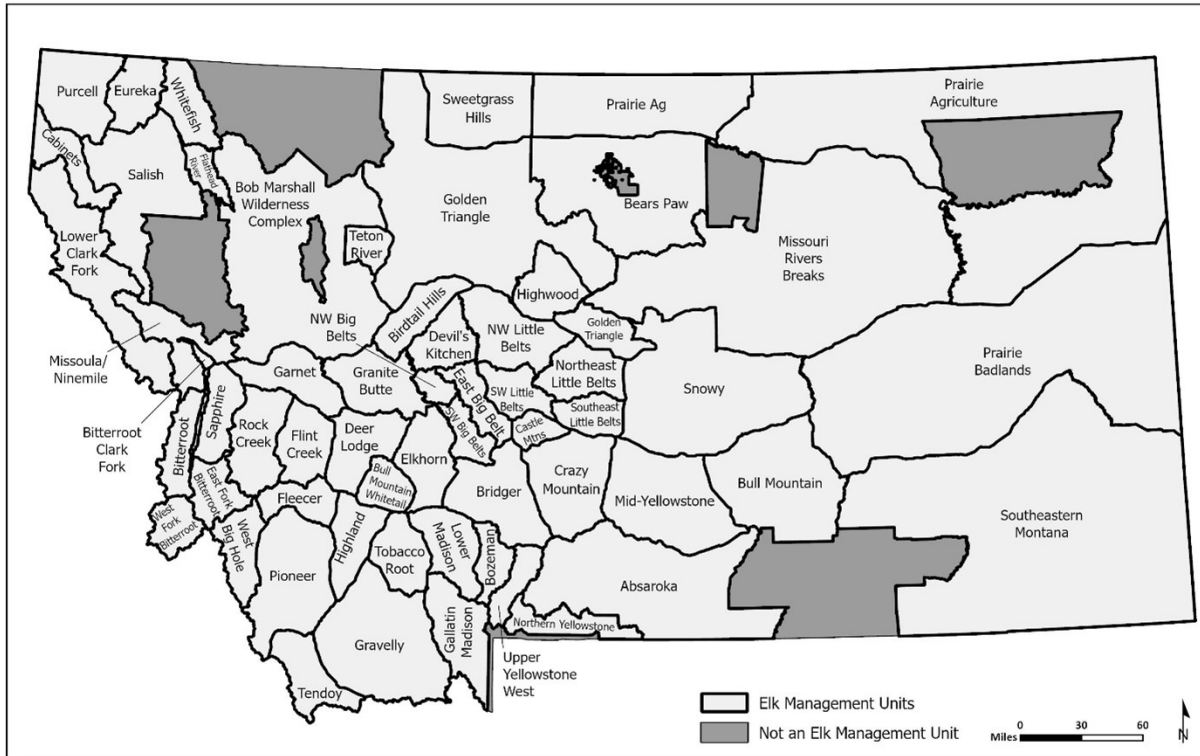 Purcell
Eureka
Whitefish
Sweetgrass
Hills
Prairie Ag
Prairie
Agriculture
Cabinets
Salish
Flathead
River
Bob Marshall
Wilderness
Complex
Golden
Triangle
Bears Paw
Teton
River
Lower
Clark
Fork
Missouri
Rivers
Breaks
Highwood
Birdtail Hills
NW Big
Belts
Devil's
Kitchen
NW Little
Belts
Golden
Triangle
Missoula/
Ninemile
Garnet
Granite
Butte
East Big Belt
SW Little
Belts
Northeast
Little Belts
Snowy
Prairie
Badlands
Southeast
Little Belts
SW Big Belts
Castle
Mtns
Bitterroot
Clark
Fork
Bitterroot
Sapphire
Rock
Creek
Flint
Creek
Deer
Lodge
Elkhorn
Bull
Mountain
Whitetail
Bridger
Crazy
Mountain
Mid-Yellowstone
Bull Mountain
Southeastern
Montana
East Fork
Bitterroot
West Fork
Bitterroot
West
Big Hole
Fleecer
Highland
Pioneer
Tobacco
Root
Lower
Madison
Bozeman
Absaroka
Gravelly
Gallatin
Madison
Northern Yellowstone
Upper
Yellowstone
West
Tendoy
Elk Management Units
Not an Elk Management Unit
0 30 60
Miles
N